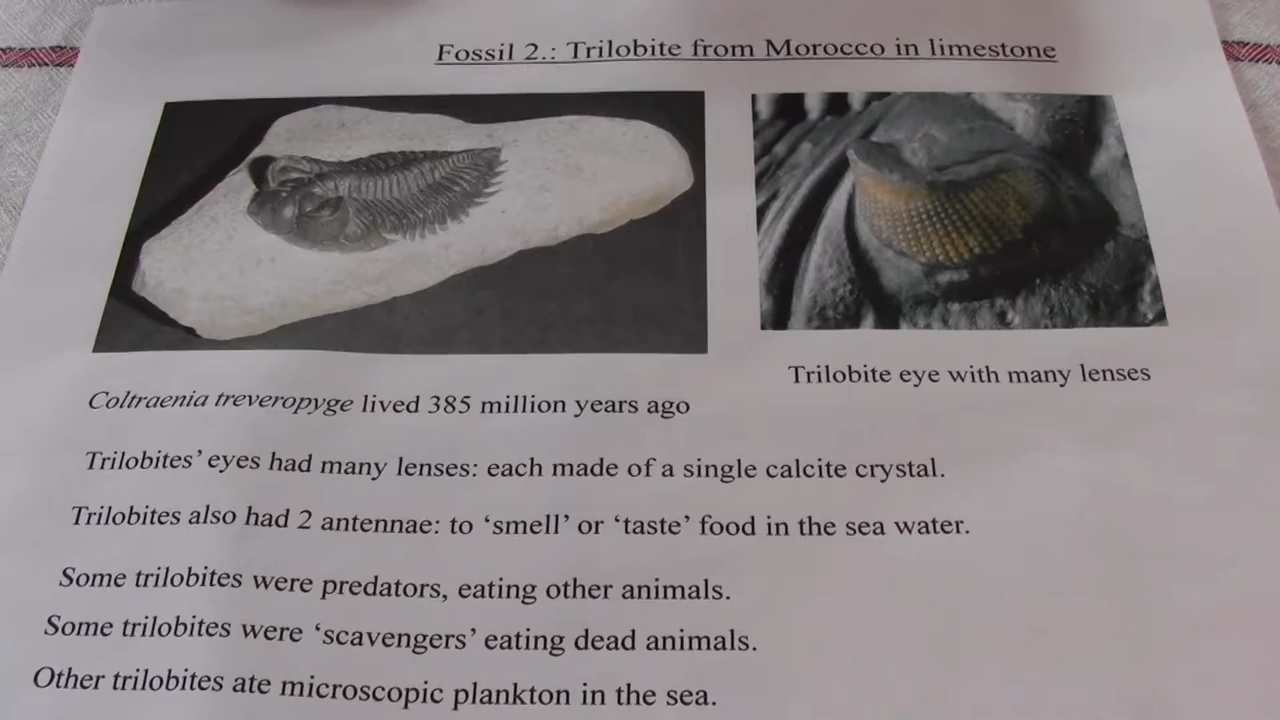 Fossil 2.: Trilobite from Morocco in limestone
Trilobite eye with many lenses
Coltraenia treveropyge lived 385 million years ago
Trilobites' eyes had many lenses: each made of a single calcite crystal.
Trilobites also had 2 antennae: to 'smell' or 'taste' food in the sea water.
Some trilobites were predators, eating other animals.
Some trilobites were 'scavengers' eating dead animals.
Other trilobites ate microscopic plankton in the sea.